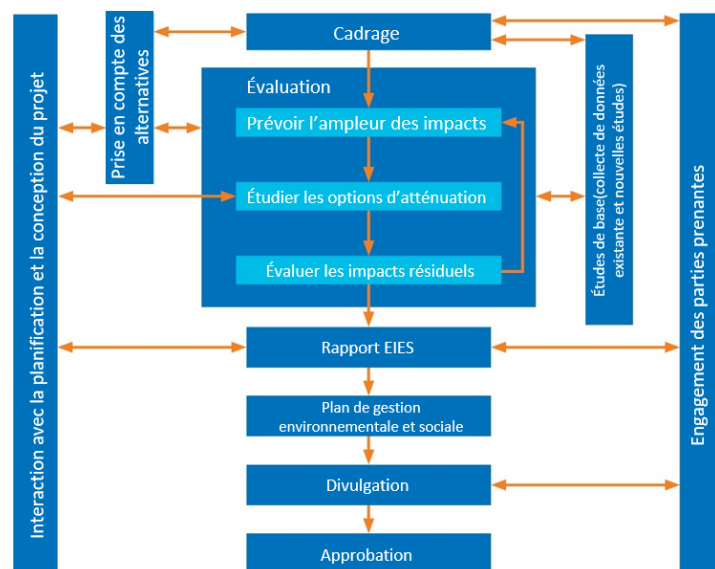 Interaction avec la planification et la conception du projet
Prise en compte des
alternatives
Cadrage
Évaluation
Prévoir l'ampleur des impacts
Étudier les options d'atténuation
Évaluer les impacts résiduels
Rapport EIES
Plan de gestion
environnementale et sociale
Divulgation
Approbation
Études de base(collecte de données
existante et nouvelles études)
Engagement des parties prenantes